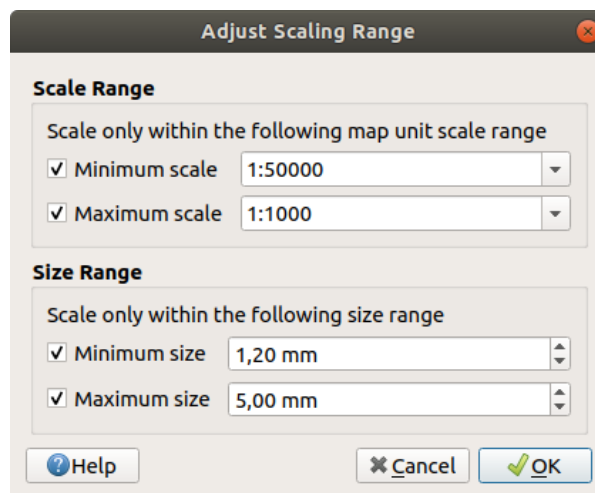 Adjust Scaling Range
Scale Range
Scale only within the following map unit scale range
Minimum scale 1:50000
Maximum scale 1:1000
Size Range
Scale only within the following size range
Minimum size 1,20 mm
Maximum size 5,00 mm
Help Cancel OK